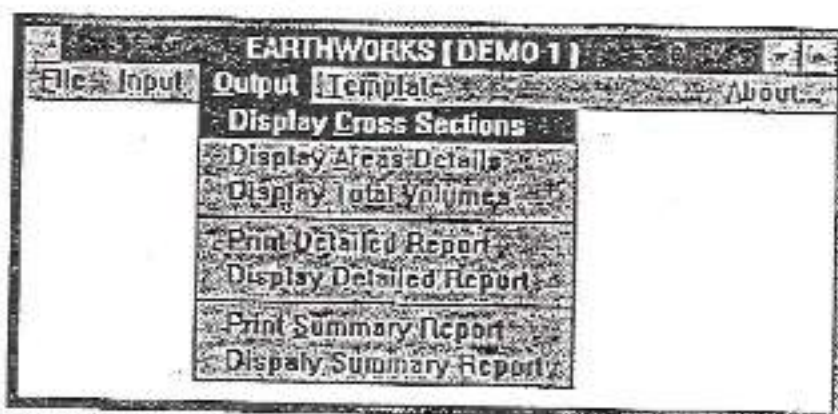 EARTHWORKS [ DEMO 1 ]
File Input Output Template About...
Display Cross Sections
Display Areas Details
Display Total Volumes
Print Detailed Report
Display Detailed Report
Print Summary Report
Dispaly Summary Report